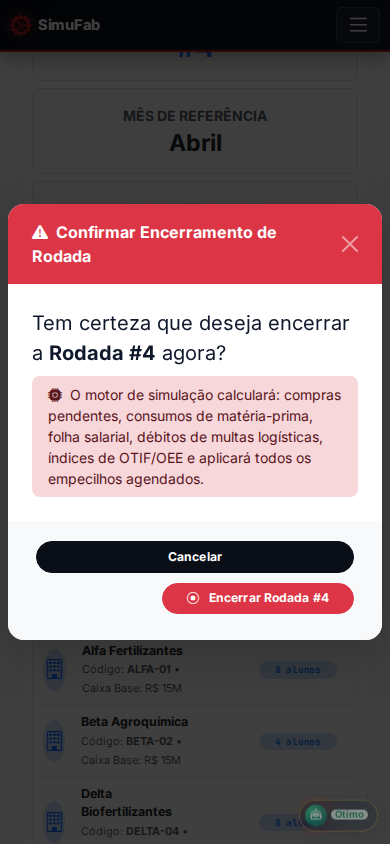 SimuFab
#4
MÊS DE REFERÊNCIA
Abril
Confirmar Encerramento de
Rodada
Tem certeza que deseja encerrar
a Rodada #4 agora?
O motor de simulação calculará: compras
pendentes, consumos de matéria-prima,
folha salarial, débitos de multas logísticas,
índices de OTIF/OEE e aplicará todos os
empecilhos agendados.
Cancelar
Encerrar Rodada #4
Alfa Fertilizantes
Código: ALFA-01 •
Caixa Base: R$ 15M
8 alunos
Beta Agroquímica
Código: BETA-02 •
Caixa Base: R$ 15M
4 alunos
Delta
Biofertilizantes
Código: DELTA-04 •
Ótimo